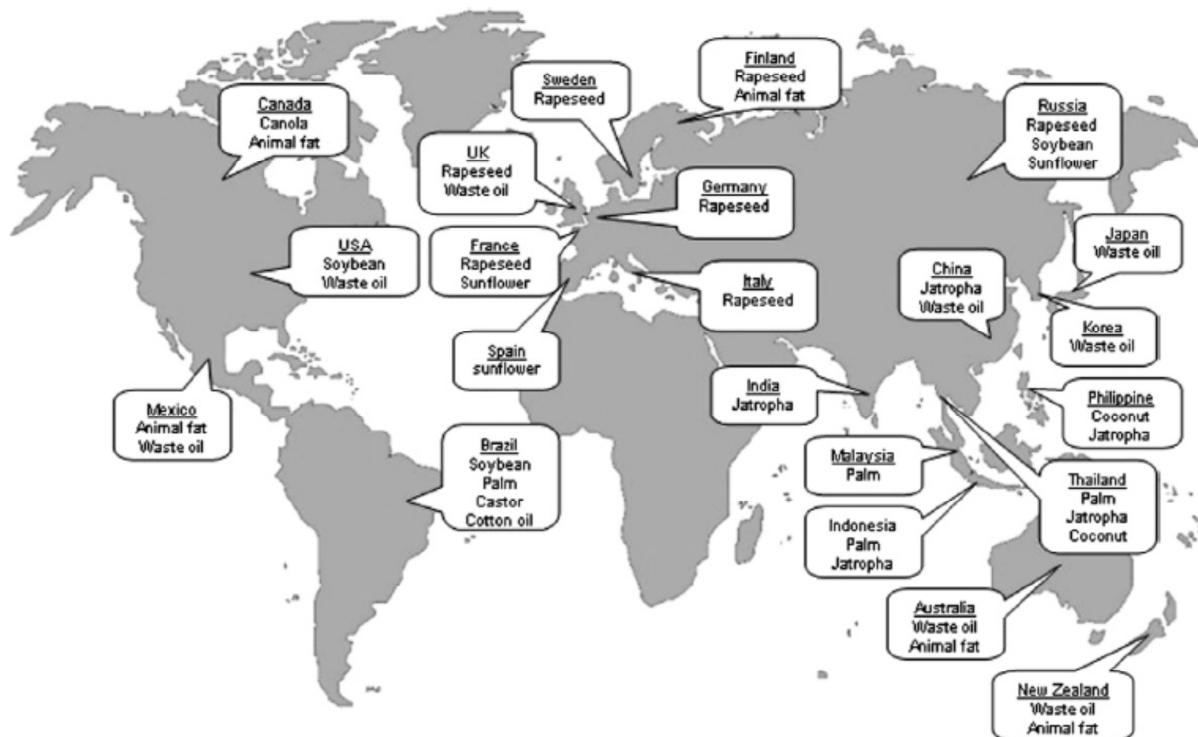 Finland
Rapeseed
Animal fat
Sweden
Rapeseed
Canada
Canola
Animal fat
Russia
Rapeseed
Soybean
Sunflower
UK
Rapeseed
Waste oil
Germany
Rapeseed
USA
Soybean
Waste oil
France
Rapeseed
Sunflower
Italy
Rapeseed
China
Jatropha
Waste oil
Japan
Waste oil
Korea
Waste oil
Spain
sunflower
India
Jatropha
Philippine
Coconut
Jatropha
Mexico
Animal fat
Waste oil
Brazil
Soybean
Palm
Castor
Cotton oil
Malaysia
Palm
Thailand
Palm
Jatropha
Coconut
Indonesia
Palm
Jatropha
Australia
Waste oil
Animal fat
New Zealand
Waste oil
Animal fat